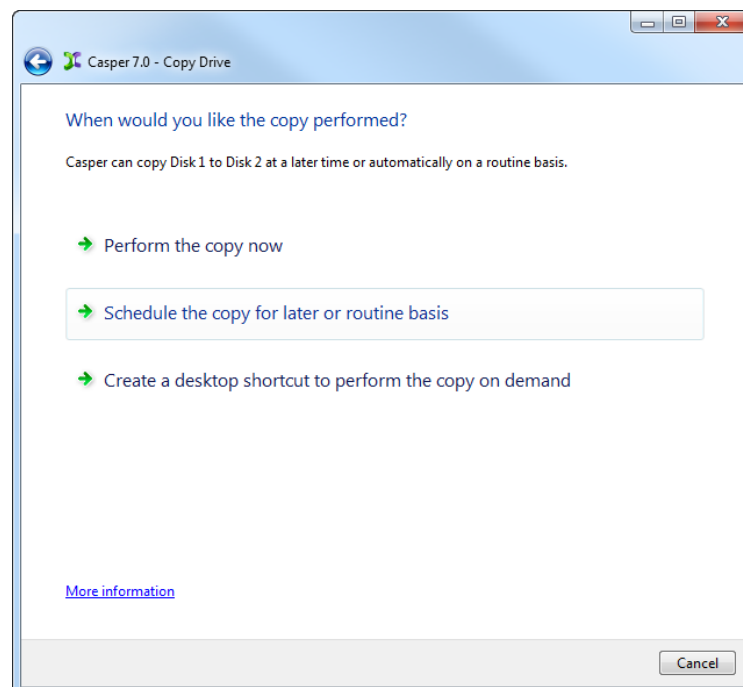 Casper 7.0 - Copy Drive
When would you like the copy performed?
Casper can copy Disk 1 to Disk 2 at a later time or automatically on a routine basis.
Perform the copy now
Schedule the copy for later or routine basis
Create a desktop shortcut to perform the copy on demand
More information
Cancel